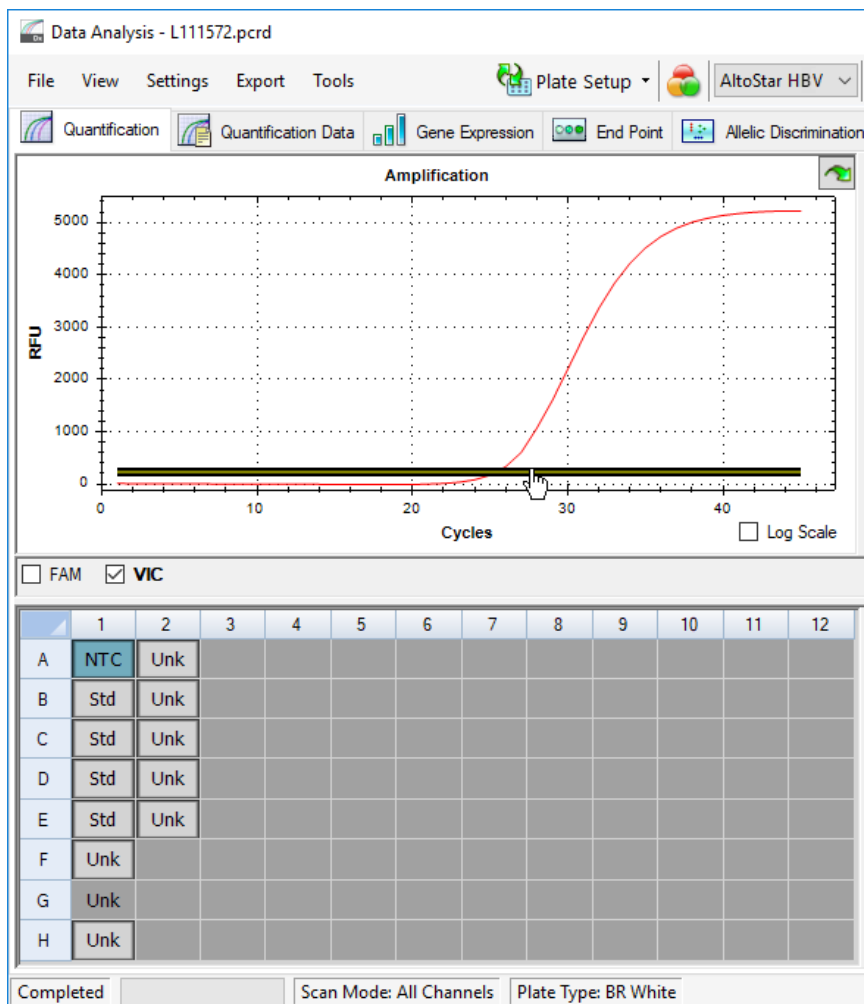 Data Analysis - L111572.pcrd
File View Settings Export Tools Plate Setup AltoStar HBV
Quantification Quantification Data Gene Expression End Point Allelic Discrimination
Amplification
5000
4000
3000
2000
1000
0
RFU
0 10 20 30 40
Cycles
Log Scale
FAM VIC
1 2 3 4 5 6 7 8 9 10 11 12
A NTC Unk
B Std Unk
C Std Unk
D Std Unk
E Std Unk
F Unk
G Unk
H Unk
Completed Scan Mode: All Channels Plate Type: BR White